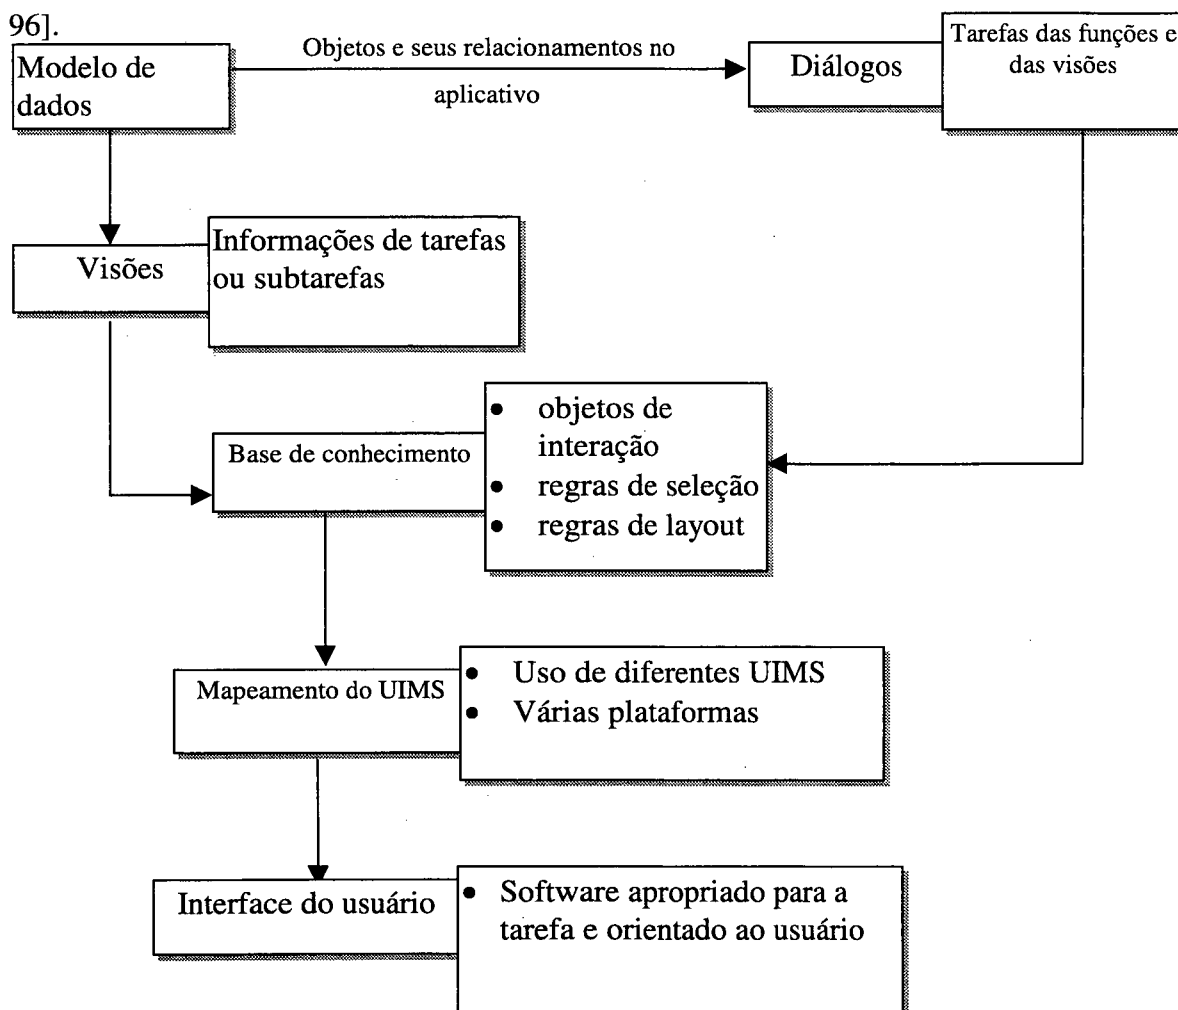 96].
Modelo de
dados
Objetos e seus relacionamentos no
aplicativo
Diálogos
Tarefas das funções e
das visões
Visões
Informações de tarefas
ou subtarefas
Base de conhecimento
• objetos de
interação
• regras de seleção
• regras de layout
Mapeamento do UIMS
• Uso de diferentes UIMS
• Várias plataformas
Interface do usuário
• Software apropriado para a
tarefa e orientado ao usuário